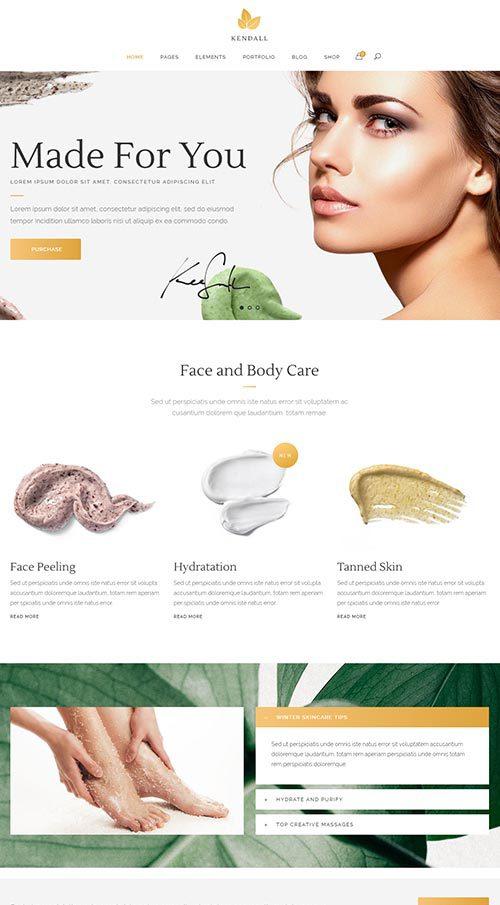 KENDALL
HOME PAGES ELEMENTS PORTFOLIO BLOG SHOP
Made For You
LOREM IPSUM DOLOR SIT AMET, CONSECTETUR ADIPISCING ELIT
Lorem ipsum dolor sit amet, consectetur adipisicing elit, sed do eiusmod
tempor incididun ullamco laboris nisi ut aliquip ex ea commodo condo.
PURCHASE
Face and Body Care
Sed ut perspiciatis unde omnis iste natus error sit voluptatem ac
cusantium dolorem que laudantium, totam remae.
NEW
Face Peeling
Sed ut perspiciatis unde omnis iste natus error sit volupta
accusantium doloremque laudantium, totam rem aperiam
per spiciatis unde omnis iste natus error.
READ MORE
Hydratation
Sed ut perspiciatis unde omnis iste natus error sit volupta
accusantium doloremque laudantium, totam rem aperiam
per spiciatis unde omnis iste natus error.
READ MORE
Tanned Skin
Sed ut perspiciatis unde omnis iste natus error sit volupta
accusantium doloremque laudantium, totam rem aperiam
per spiciatis unde omnis iste natus error.
READ MORE
WINTER SKINCARE TIPS
Sed ut perspiciatis unde omnis iste natus error sit voluptatem accusantium
doloremque laudantium, totam rem aperiam perspiciatis unde omnis iste natus
perspiciatis doloremque.
HYDRATE AND PURIFY
TOP CREATIVE MASSAGES